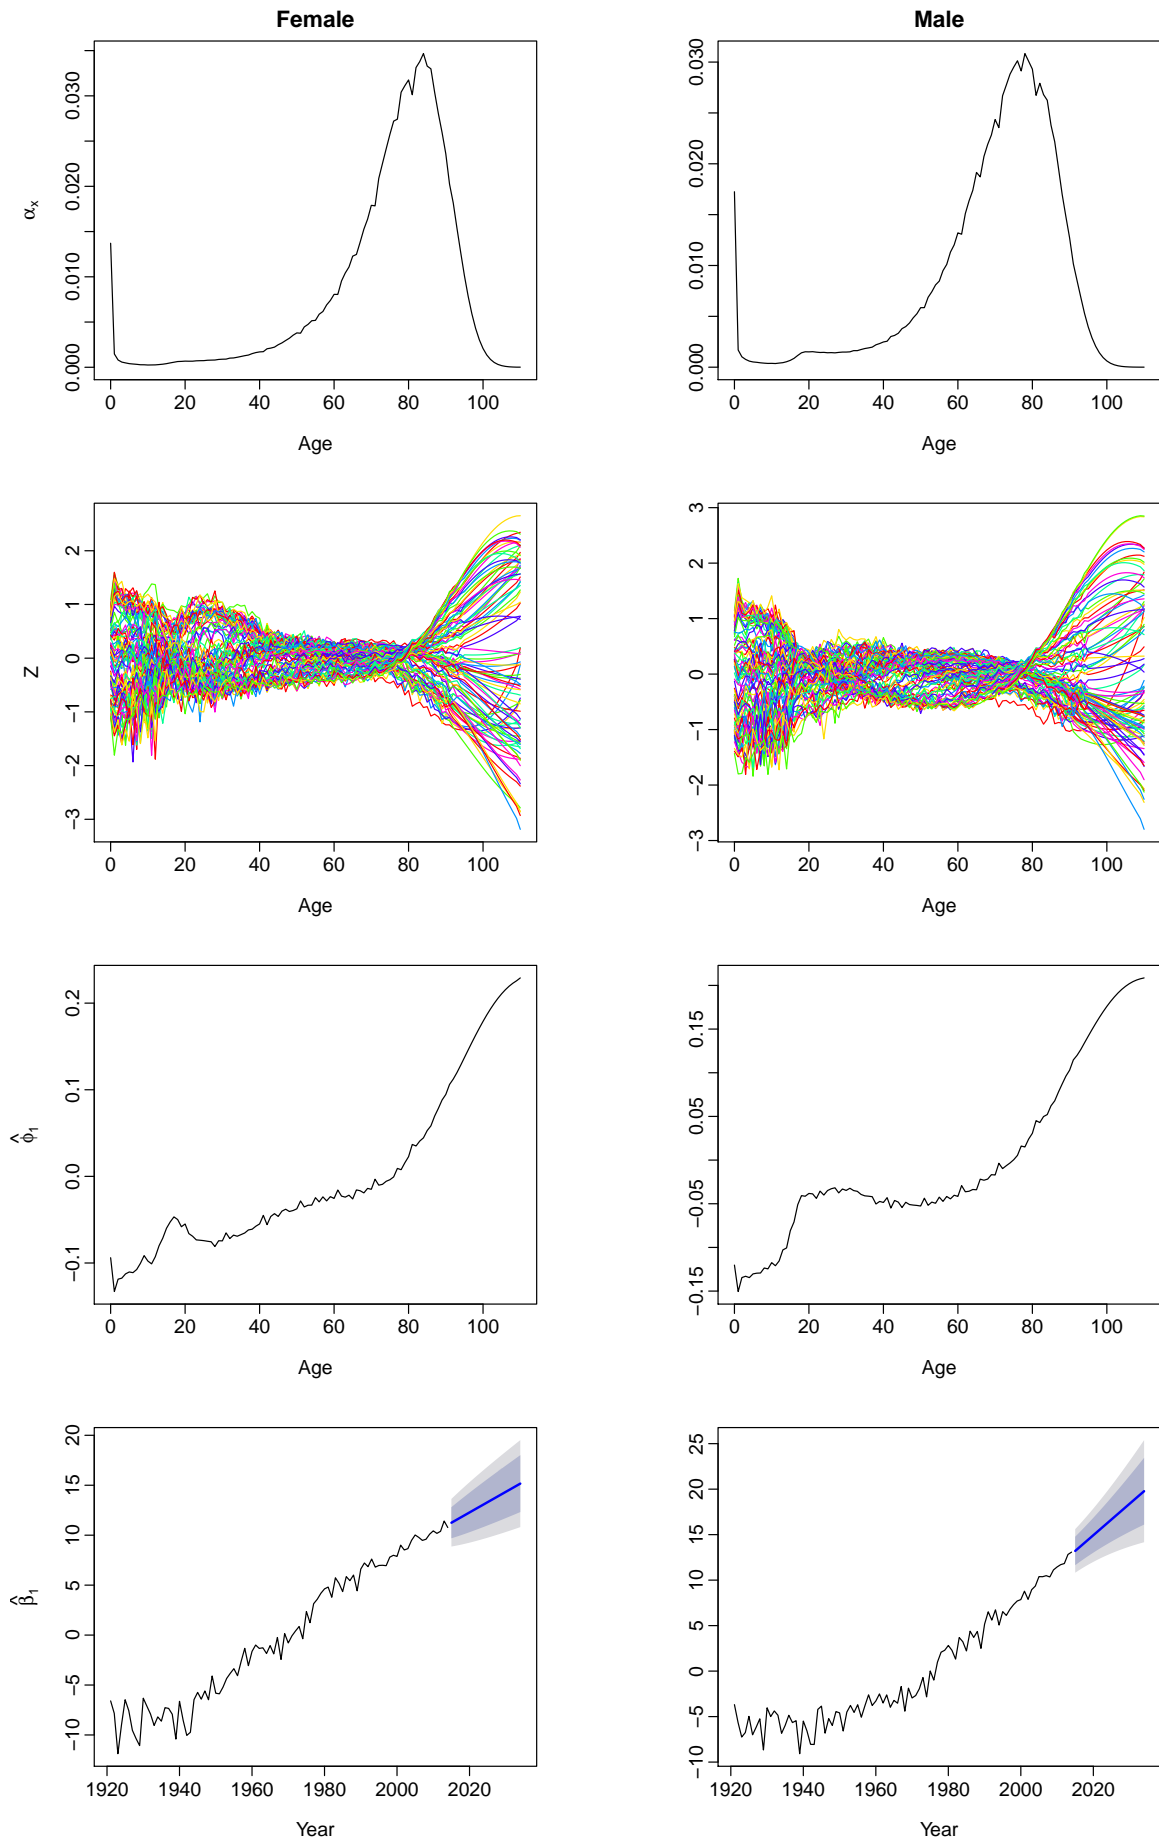 Female
Male
αx
0.000 0.010 0.020 0.030
0 20 40 60 80 100
Age
0.000 0.010 0.020 0.030
0 20 40 60 80 100
Age
Z
−3 −2 −1 0 1 2
0 20 40 60 80 100
Age
−3 −2 −1 0 1 2 3
0 20 40 60 80 100
Age
ϕ̂1
−0.1 0.0 0.1 0.2
0 20 40 60 80 100
Age
−0.15 −0.05 0.05 0.15
0 20 40 60 80 100
Age
β̂1
−10 −5 0 5 10 15 20
1920 1940 1960 1980 2000 2020
Year
−10 −5 0 5 10 15 20 25
1920 1940 1960 1980 2000 2020
Year